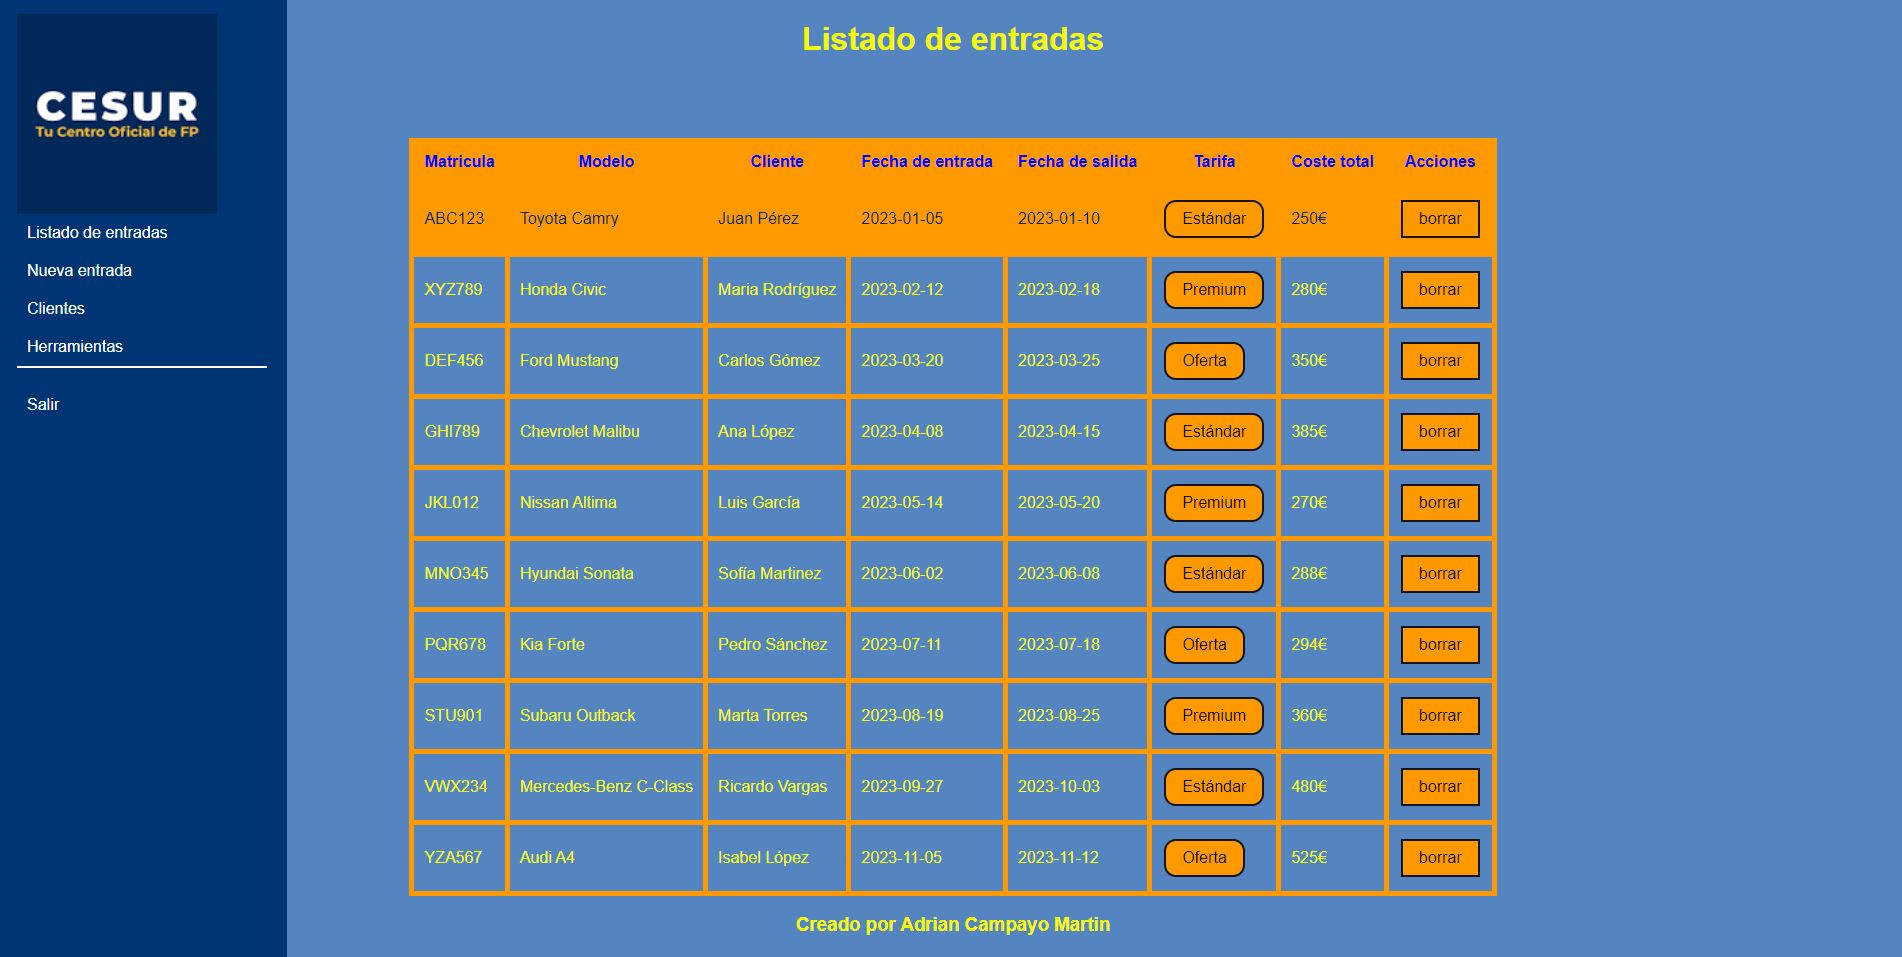 CESUR
Tu Centro Oficial de FP
Listado de entradas
Nueva entrada
Clientes
Herramientas
Salir
Listado de entradas
Matricula Modelo Cliente Fecha de entrada Fecha de salida Tarifa Coste total Acciones
ABC123 Toyota Camry Juan Pérez 2023-01-05 2023-01-10 Estándar 250€ borrar
XYZ789 Honda Civic Maria Rodríguez 2023-02-12 2023-02-18 Premium 280€ borrar
DEF456 Ford Mustang Carlos Gómez 2023-03-20 2023-03-25 Oferta 350€ borrar
GHI789 Chevrolet Malibu Ana López 2023-04-08 2023-04-15 Estándar 385€ borrar
JKL012 Nissan Altima Luis García 2023-05-14 2023-05-20 Premium 270€ borrar
MNO345 Hyundai Sonata Sofía Martinez 2023-06-02 2023-06-08 Estándar 288€ borrar
PQR678 Kia Forte Pedro Sánchez 2023-07-11 2023-07-18 Oferta 294€ borrar
STU901 Subaru Outback Marta Torres 2023-08-19 2023-08-25 Premium 360€ borrar
VWX234 Mercedes-Benz C-Class Ricardo Vargas 2023-09-27 2023-10-03 Estándar 480€ borrar
YZA567 Audi A4 Isabel López 2023-11-05 2023-11-12 Oferta 525€ borrar
Creado por Adrian Campayo Martin